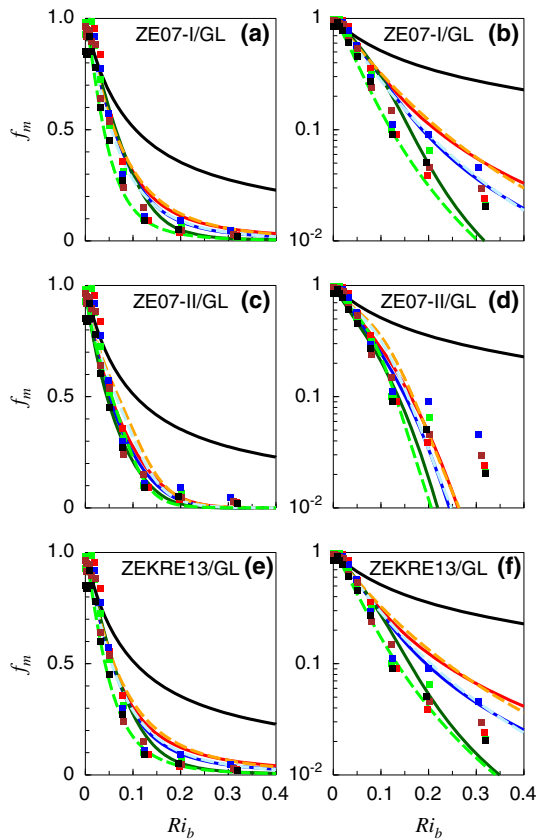 ZE07-I/GL (a)
ZE07-I/GL (b)
1.0
0.5
0
f_m
1
0.1
10^{-2}
ZE07-II/GL (c)
ZE07-II/GL (d)
1.0
0.5
0
f_m
1
0.1
10^{-2}
ZEKRE13/GL (e)
ZEKRE13/GL (f)
1.0
0.5
0
f_m
1
0.1
10^{-2}
0 0.1 0.2 0.3 0.4
0 0.1 0.2 0.3 0.4
Ri_b
Ri_b